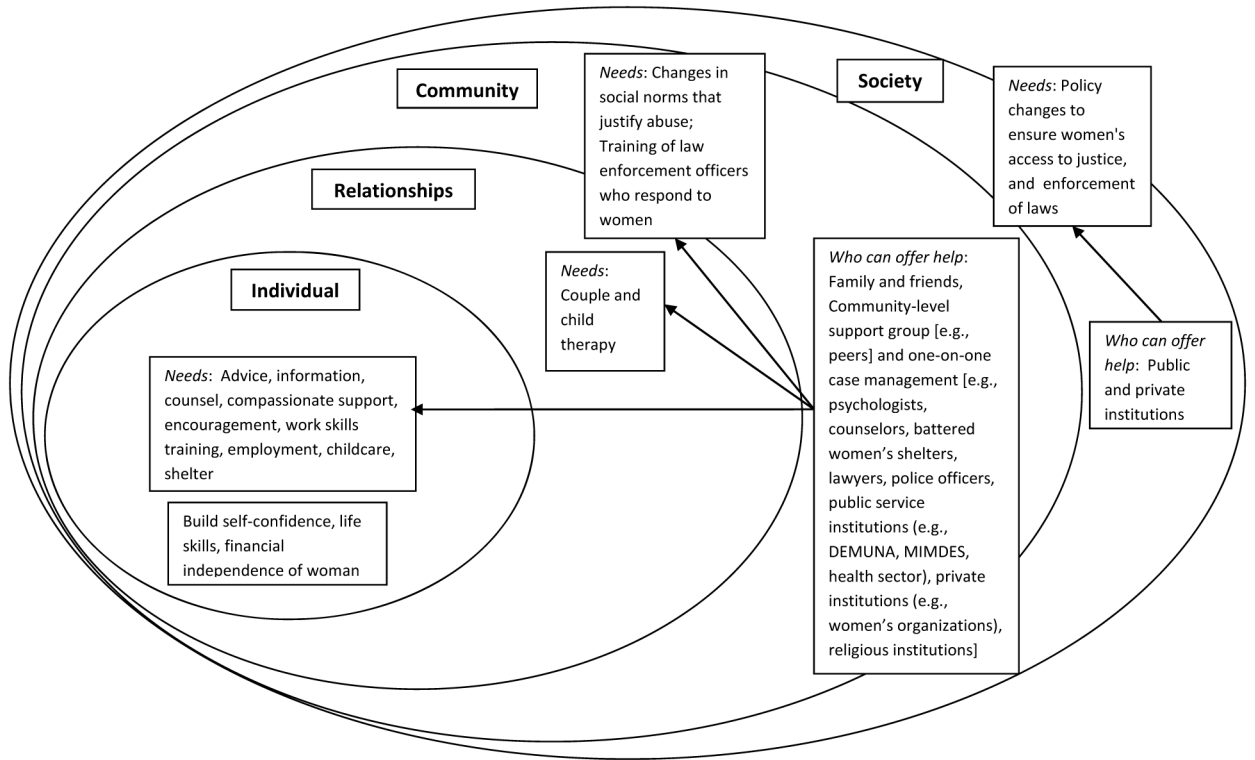 Community
Needs: Changes in
social norms that
justify abuse;
Training of law
enforcement officers
who respond to
women
Society
Needs: Policy
changes to
ensure women's
access to justice,
and enforcement
of laws
Relationships
Needs:
Couple and
child
therapy
Who can offer help:
Family and friends,
Community-level
support group [e.g.,
peers] and one-on-one
case management [e.g.,
psychologists,
counselors, battered
women’s shelters,
lawyers, police officers,
public service
institutions (e.g.,
DEMUNA, MIMDES,
health sector), private
institutions (e.g.,
women’s organizations),
religious institutions]
Who can offer
help: Public
and private
institutions
Individual
Needs: Advice, information,
counsel, compassionate support,
encouragement, work skills
training, employment, childcare,
shelter
Build self-confidence, life
skills, financial
independence of woman